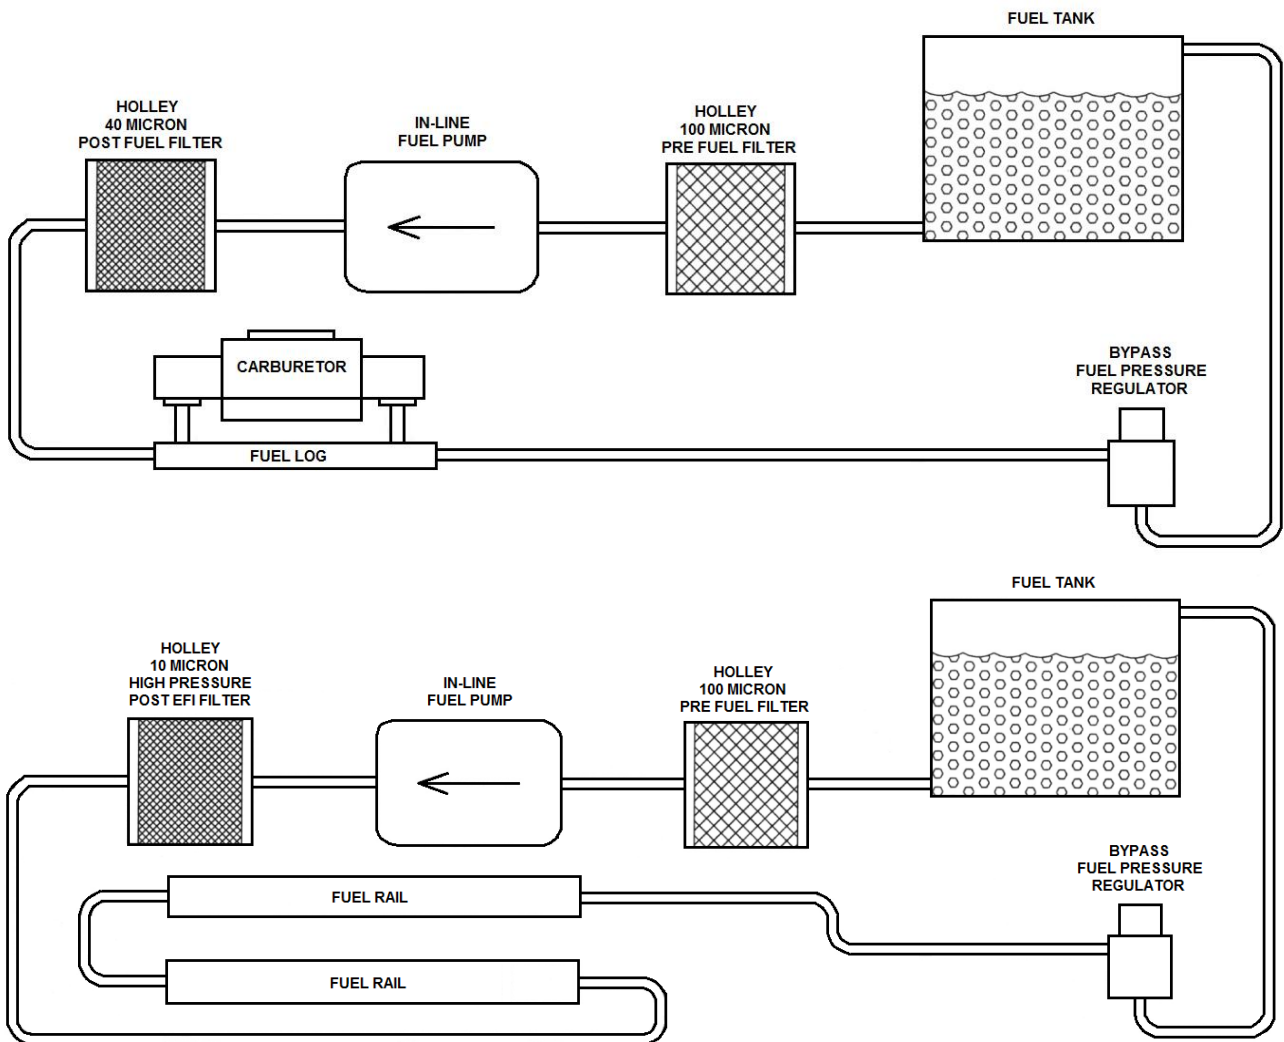 FUEL TANK
HOLLEY
40 MICRON
POST FUEL FILTER
IN-LINE
FUEL PUMP
HOLLEY
100 MICRON
PRE FUEL FILTER
CARBURETOR
FUEL LOG
BYPASS
FUEL PRESSURE
REGULATOR
FUEL TANK
HOLLEY
10 MICRON
HIGH PRESSURE
POST EFI FILTER
IN-LINE
FUEL PUMP
HOLLEY
100 MICRON
PRE FUEL FILTER
BYPASS
FUEL PRESSURE
REGULATOR
FUEL RAIL
FUEL RAIL